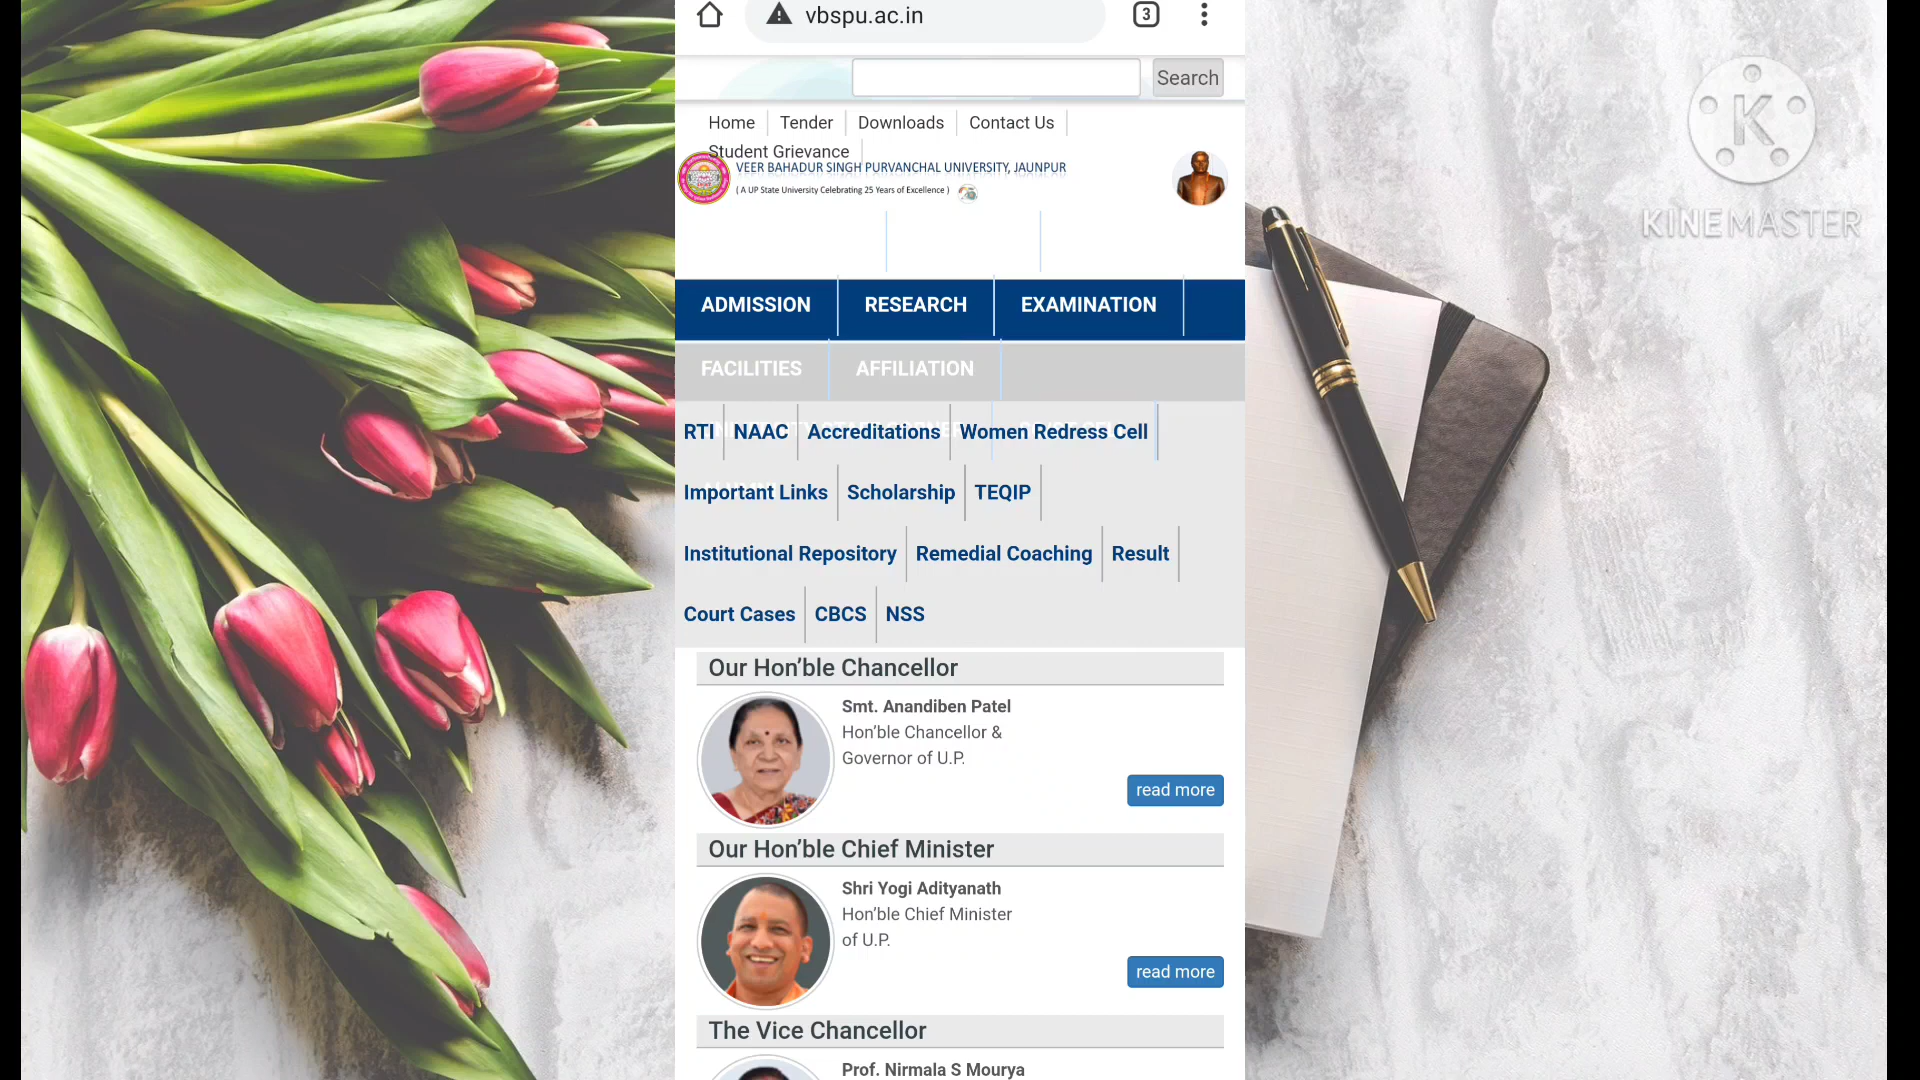 vbspu.ac.in
3
Search
Home Tender Downloads Contact Us
Student Grievance
VEER BAHADUR SINGH PURVANCHAL UNIVERSITY, JAUNPUR
( A UP State University Celebrating 25 Years of Excellence )
K
KINEMASTER
ADMISSION RESEARCH EXAMINATION
FACILITIES AFFILIATION
RTI NAAC Accreditations Women Redress Cell
Important Links Scholarship TEQIP
Institutional Repository Remedial Coaching Result
Court Cases CBCS NSS
Our Hon'ble Chancellor
Smt. Anandiben Patel
Hon'ble Chancellor &
Governor of U.P.
read more
Our Hon'ble Chief Minister
Shri Yogi Adityanath
Hon'ble Chief Minister
of U.P.
read more
The Vice Chancellor
Prof. Nirmala S Mourya